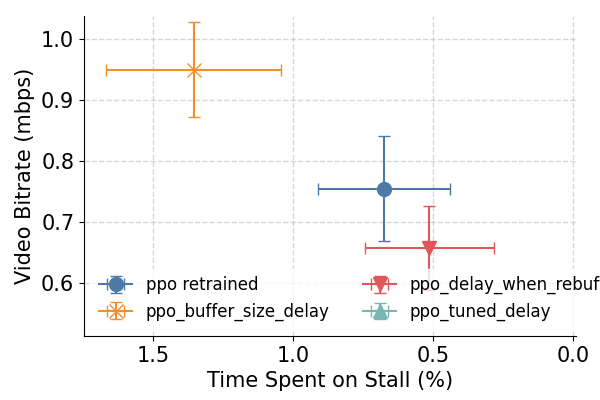 Video Bitrate (mbps)
1.0
0.9
0.8
0.7
0.6
ppo retrained
ppo_buffer_size_delay
ppo_delay_when_rebuf
ppo_tuned_delay
1.5
1.0
0.5
0.0
Time Spent on Stall (%)